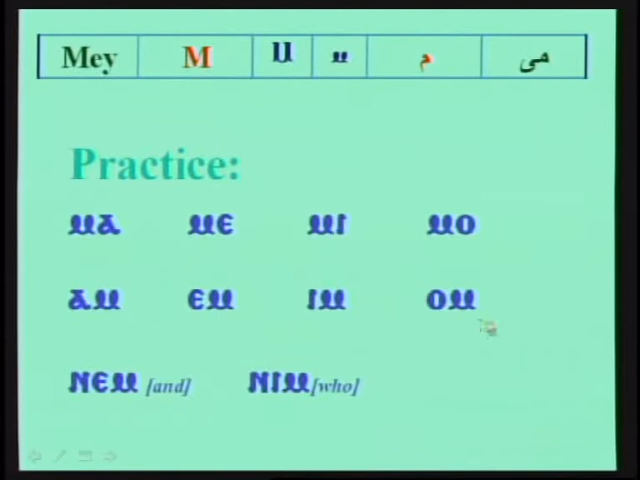 Mey M Ⲙ ⲙ م مى
Practice:
ⲙⲁ ⲙⲉ ⲙⲓ ⲙⲟ
ⲁⲙ ⲉⲙ ⲓⲙ ⲟⲙ
ⲛⲉⲙ [and] ⲛⲓⲙ[who]